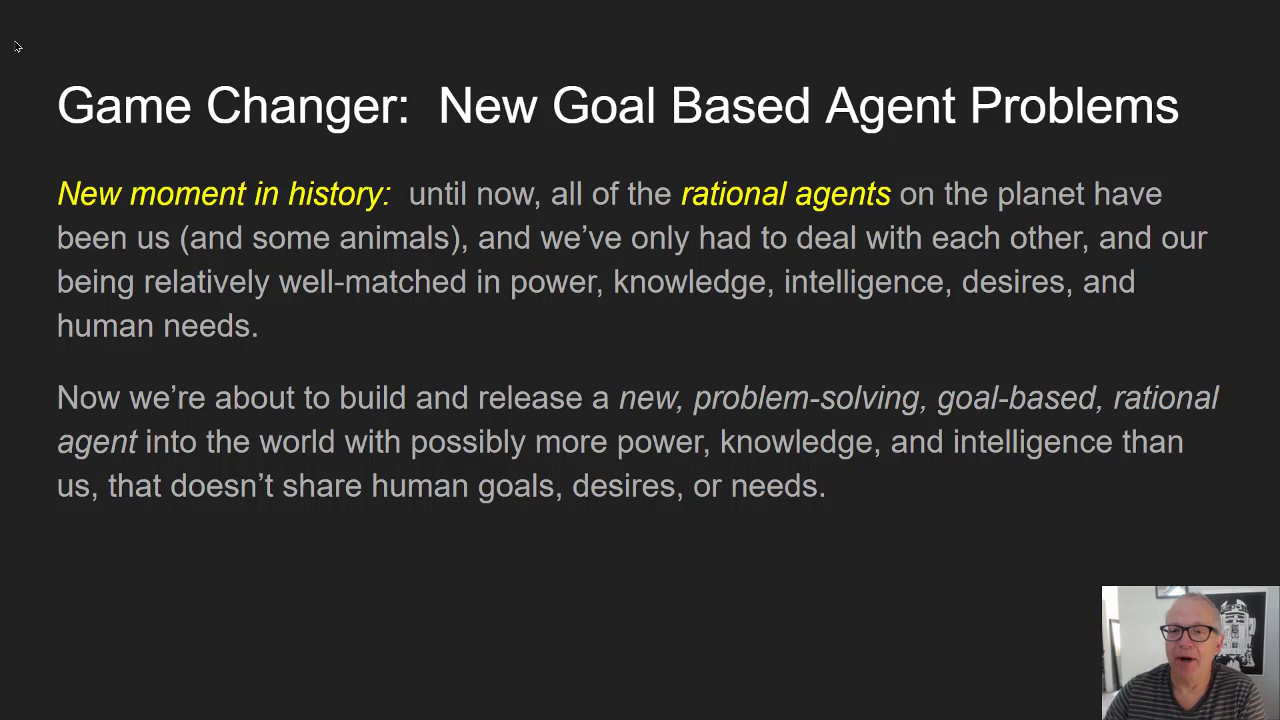 Game Changer:  New Goal Based Agent Problems
New moment in history:  until now, all of the rational agents on the planet have
been us (and some animals), and we’ve only had to deal with each other, and our
being relatively well-matched in power, knowledge, intelligence, desires, and
human needs.
Now we’re about to build and release a new, problem-solving, goal-based, rational
agent into the world with possibly more power, knowledge, and intelligence than
us, that doesn’t share human goals, desires, or needs.